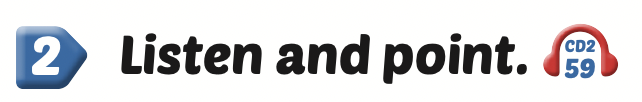 2 Listen and point. CD2
59